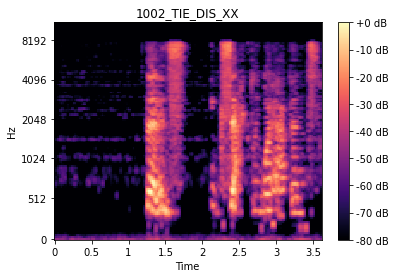 1002_TIE_DIS_XX
+0 dB
8192
-10 dB
4096
-20 dB
-30 dB
2048
Hz
-40 dB
1024
-50 dB
512
-60 dB
-70 dB
0
-80 dB
0 0.5 1 1.5 2 2.5 3 3.5
Time